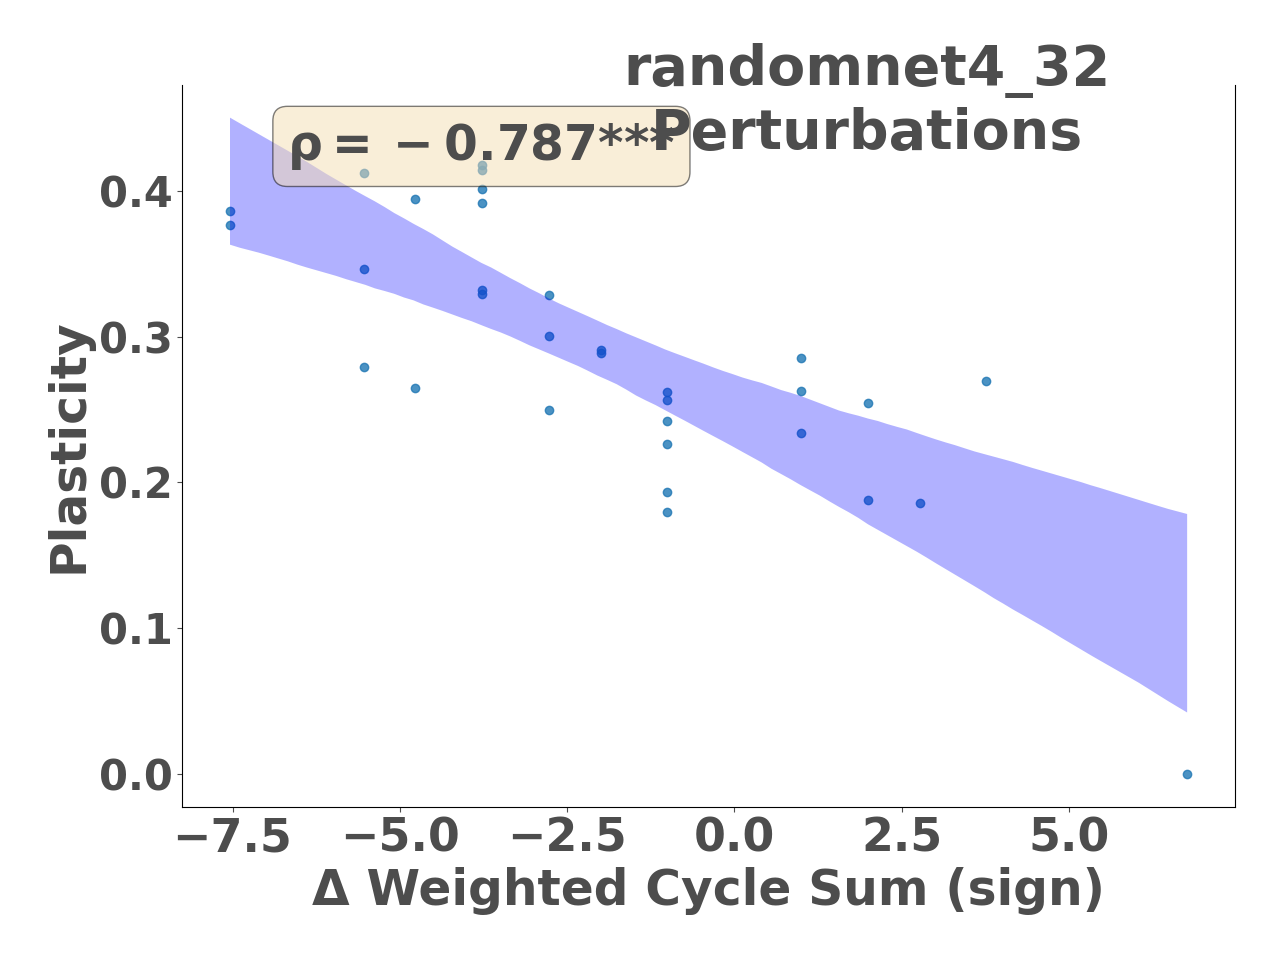 randomnet4_32
Perturbations
ρ = −0.787***
0.4
0.3
0.2
0.1
0.0
Plasticity
−7.5 −5.0 −2.5 0.0 2.5 5.0
Δ Weighted Cycle Sum (sign)